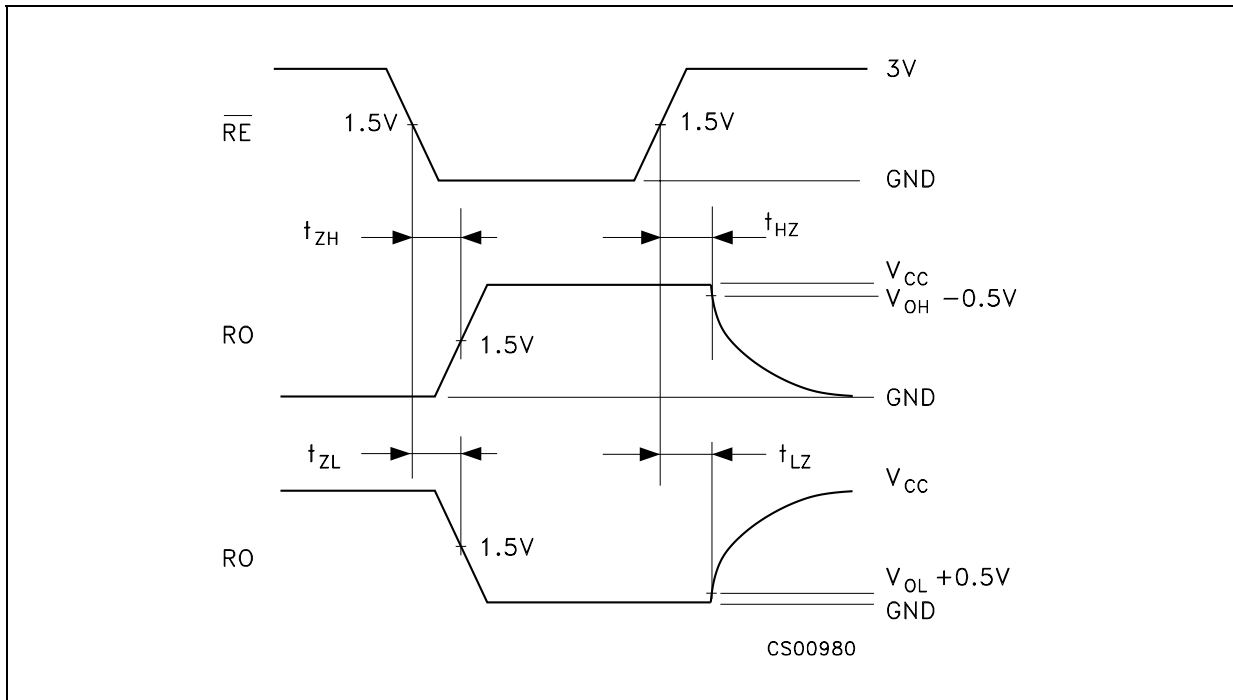 3V
1.5V
1.5V
RE
GND
tZH
tHZ
VCC
VOH −0.5V
RO
1.5V
GND
tZL
tLZ
VCC
1.5V
RO
VOL +0.5V
GND
CS00980